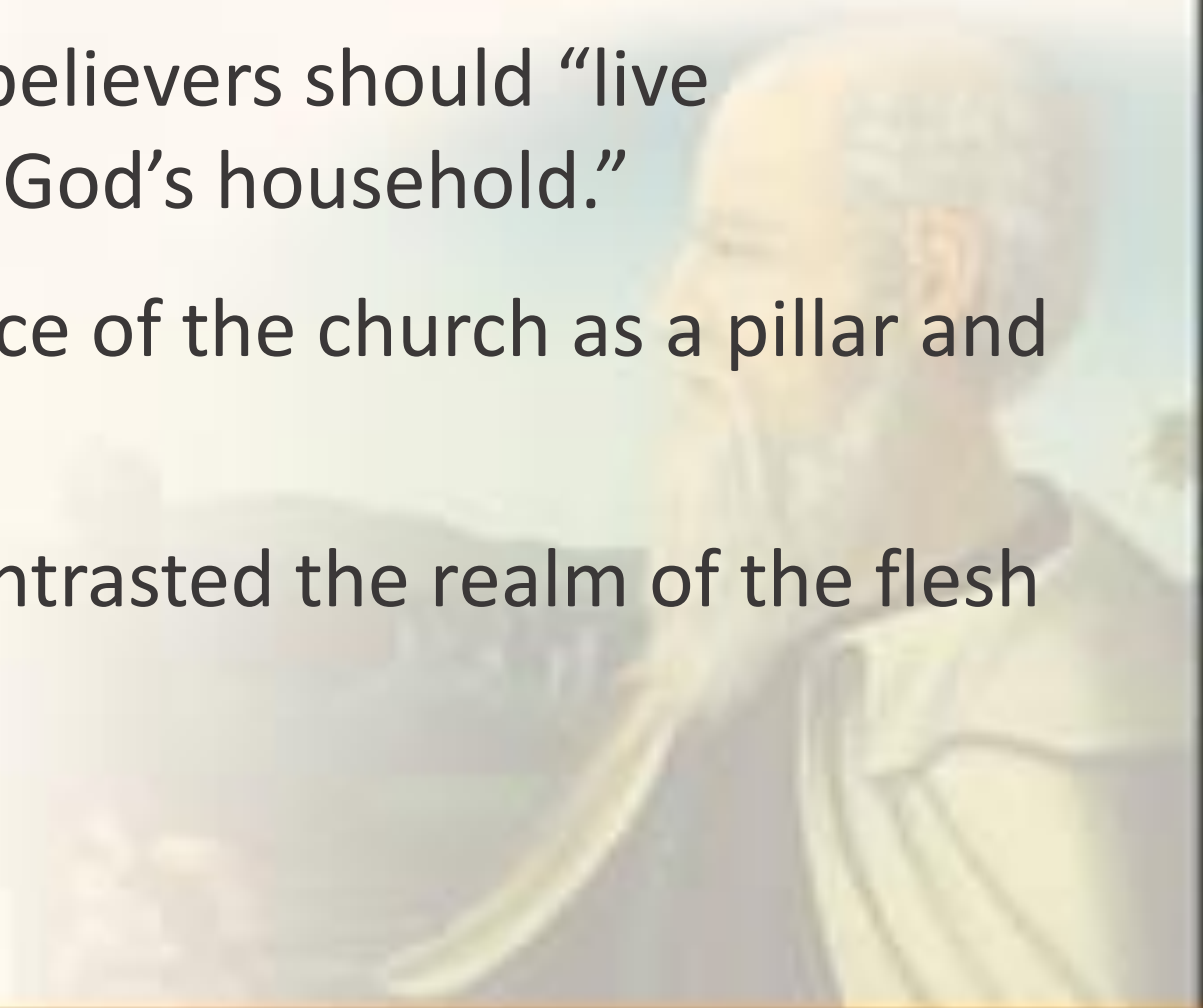 believers should “live
God’s household.”
ce of the church as a pillar and
ntrasted the realm of the flesh